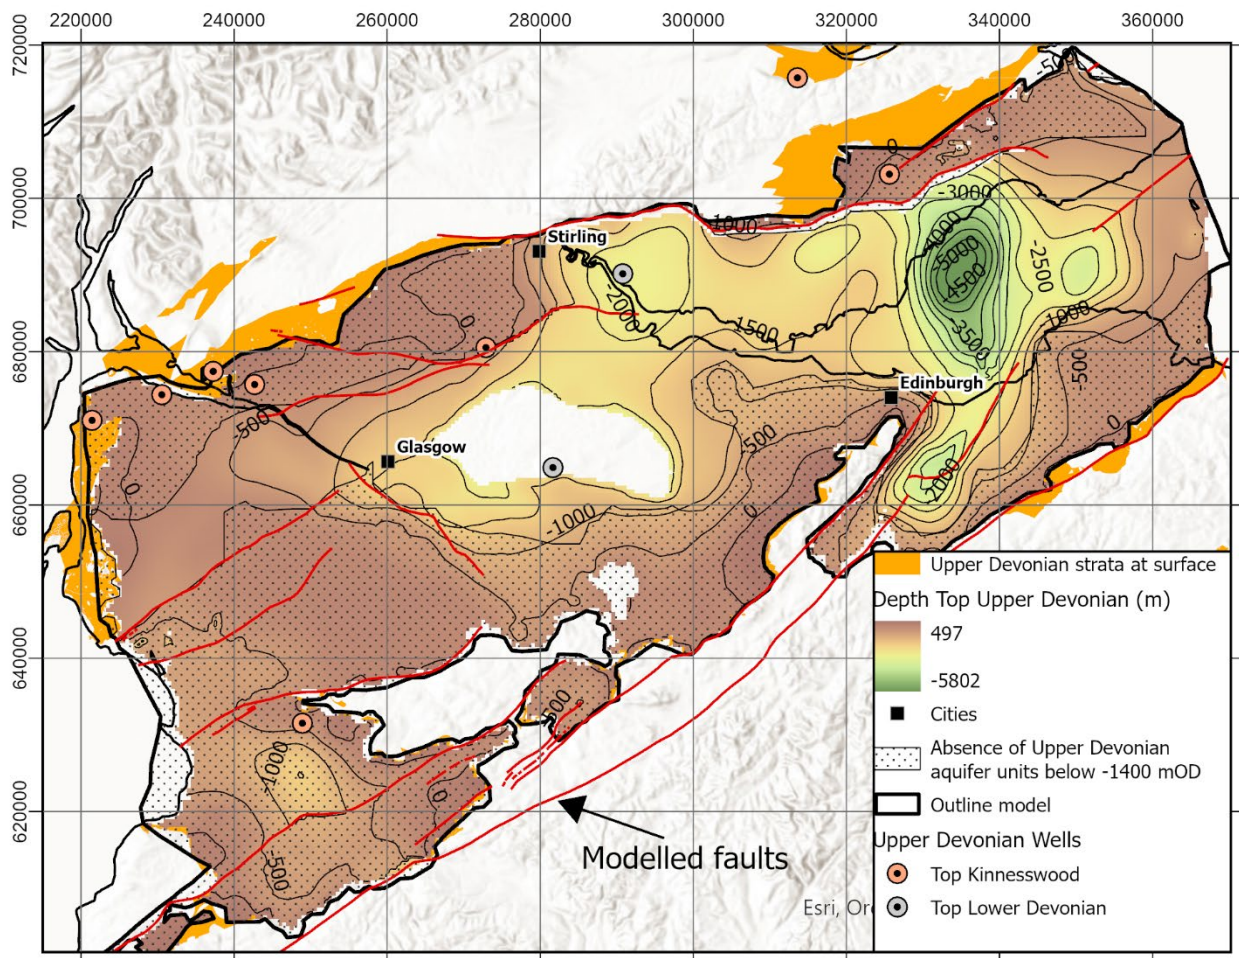 220000 240000 260000 280000 300000 320000 340000 360000
720000
700000
680000
660000
640000
620000
-500
0
-3000
1000
-4000
-5000
-4500
-2500
-3500
Stirling
-2000
1500
1000
-500
0
Edinburgh
-500
Glasgow
-500
0
0
2000
-1000
0
500
-1000
0
-500
Modelled faults
Esri,
Upper Devonian strata at surface
Depth Top Upper Devonian (m)
497
-5802
Cities
Absence of Upper Devonian
aquifer units below -1400 mOD
Outline model
Upper Devonian Wells
Top Kinnesswood
Top Lower Devonian